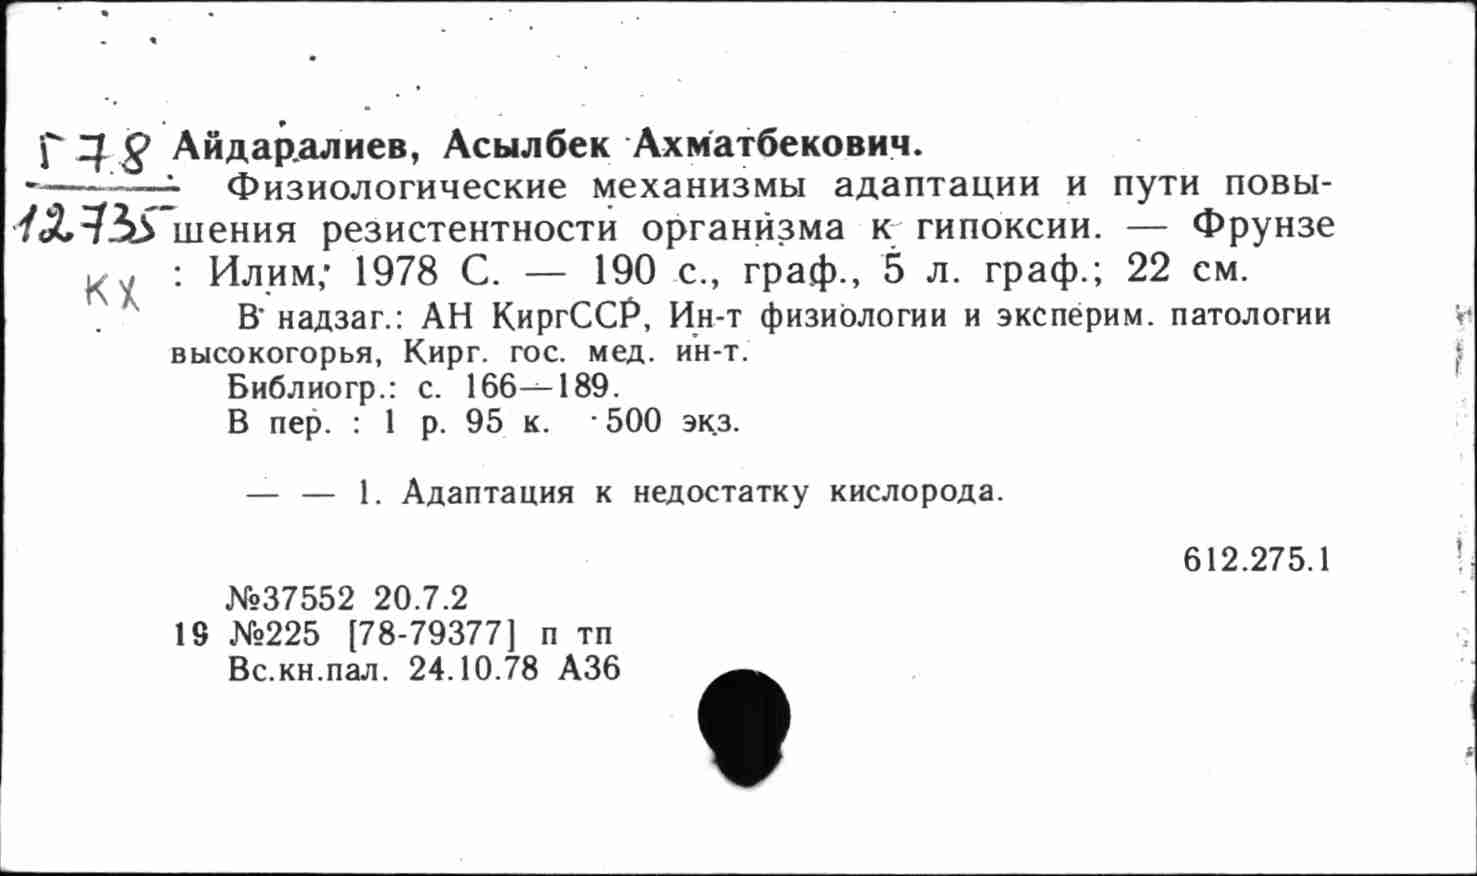 Г78 Айдаралиев, Асылбек Ахматбекович.
Физиологические механизмы адаптации и пути повы-
12735 шения резистентности организма к гипоксии. — Фрунзе
КХ : Илим, 1978 С. — 190 с., граф., 5 л. граф.; 22 см.
В надзаг.: АН КиргССР, Ин-т физиологии и эксперим. патологии
высокогорья, Кирг. гос. мед. ин-т.
Библиогр.: с. 166—189.
В пер. : 1 р. 95 к. 500 экз.
— — 1. Адаптация к недостатку кислорода.
612.275.1
№37552 20.7.2
19 №225 [78-79377] п тп
Вс.кн.пал. 24.10.78 А36